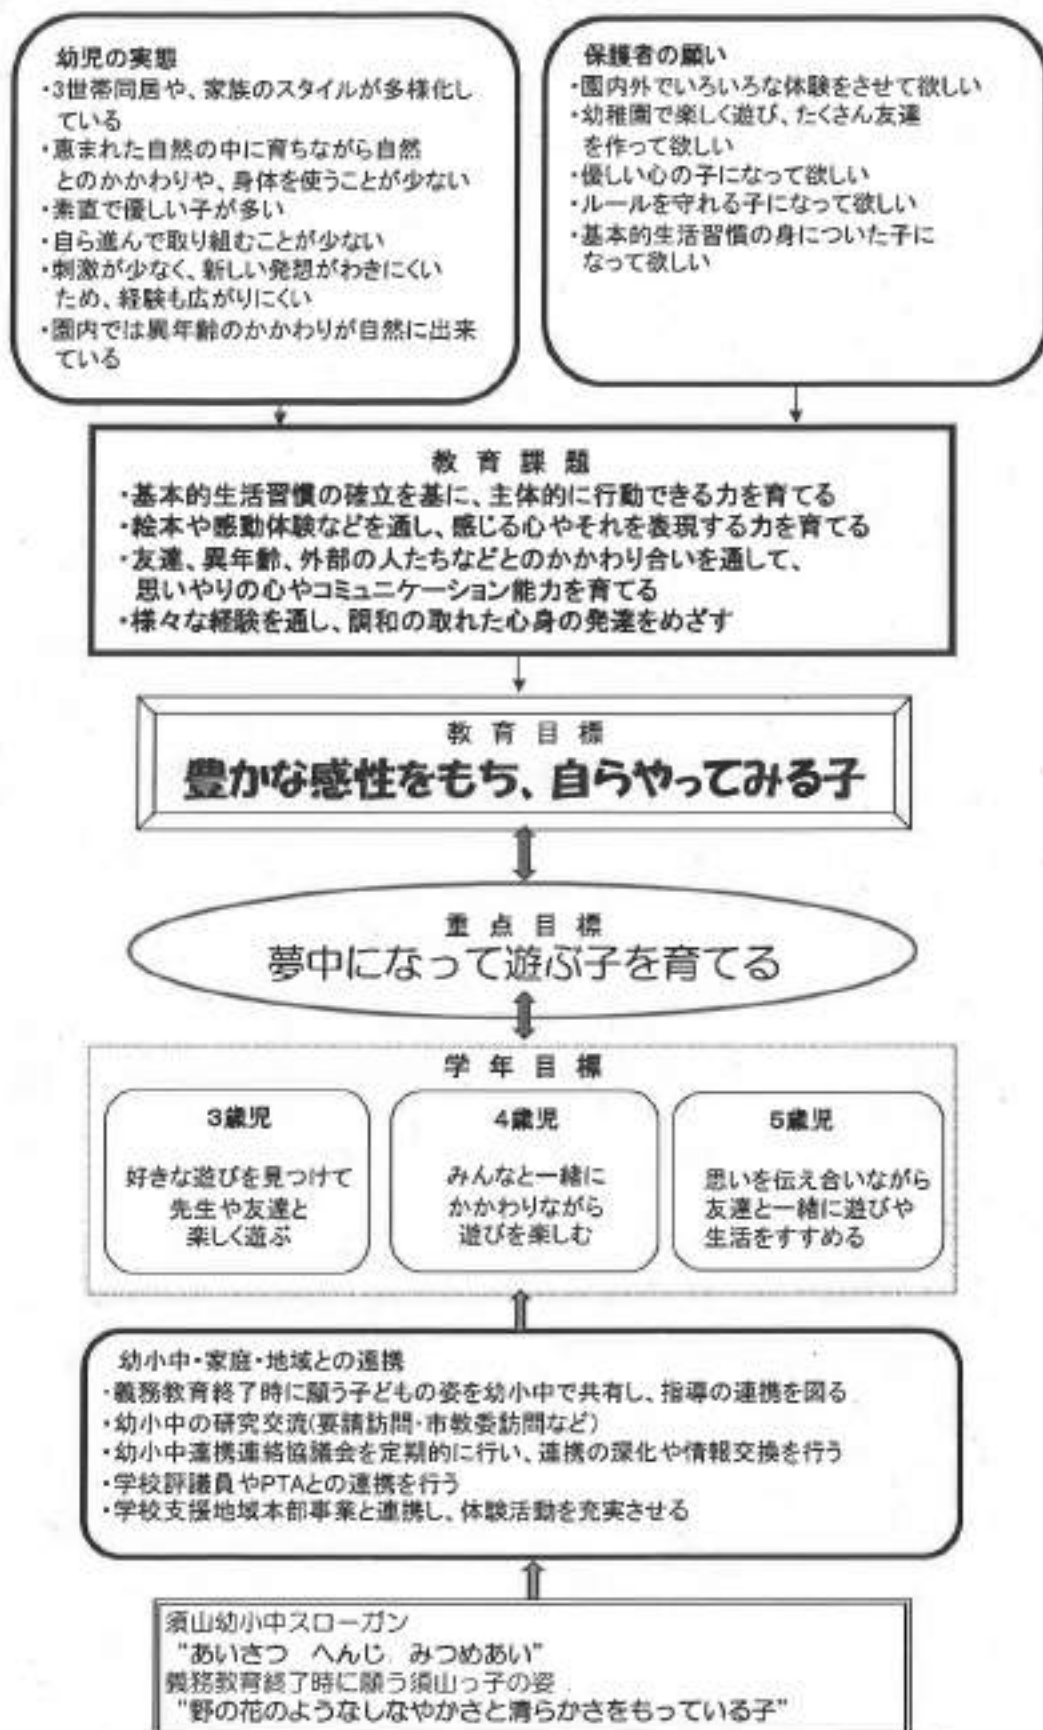 幼児の実態
・3世帯同居や、家族のスタイルが多様化し
ている
・恵まれた自然の中に育ちながら自然
とのかかわりや、身体を使うことが少ない
・素直で優しい子が多い
・自ら進んで取り組むことが少ない
・刺激が少なく、新しい発想がわきにくい
ため、経験も広がりにくい
・園内では異年齢のかかわりが自然に出来
ている
保護者の願い
・園内外でいろいろな体験をさせて欲しい
・幼稚園で楽しく遊び、たくさん友達
を作って欲しい
・優しい心の子になって欲しい
・ルールを守れる子になって欲しい
・基本的生活習慣の身についた子に
なって欲しい
教育課題
・基本的生活習慣の確立を基に、主体的に行動できる力を育てる
・絵本や感動体験などを通し、感じる心やそれを表現する力を育てる
・友達、異年齢、外部の人たちなどとのかかわり合いを通して、
思いやりの心やコミュニケーション能力を育てる
・様々な経験を通し、調和の取れた心身の発達をめざす
教育目標
豊かな感性をもち、自らやってみる子
重点目標
夢中になって遊ぶ子を育てる
学年目標
3歳児
好きな遊びを見つけて
先生や友達と
楽しく遊ぶ
4歳児
みんなと一緒に
かかわりながら
遊びを楽しむ
5歳児
思いを伝え合いながら
友達と一緒に遊びや
生活をすすめる
幼小中・家庭・地域との連携
・義務教育終了時に願う子どもの姿を幼小中で共有し、指導の連携を図る
・幼小中の研究交流(要請訪問・市教委訪問など)
・幼小中連携連絡協議会を定期的に行い、連携の深化や情報交換を行う
・学校評議員やPTAとの連携を行う
・学校支援地域本部事業と連携し、体験活動を充実させる
須山幼小中スローガン
"あいさつ へんじ みつめあい"
義務教育終了時に願う須山っ子の姿
"野の花のようなしなやかさと清らかさをもっている子"